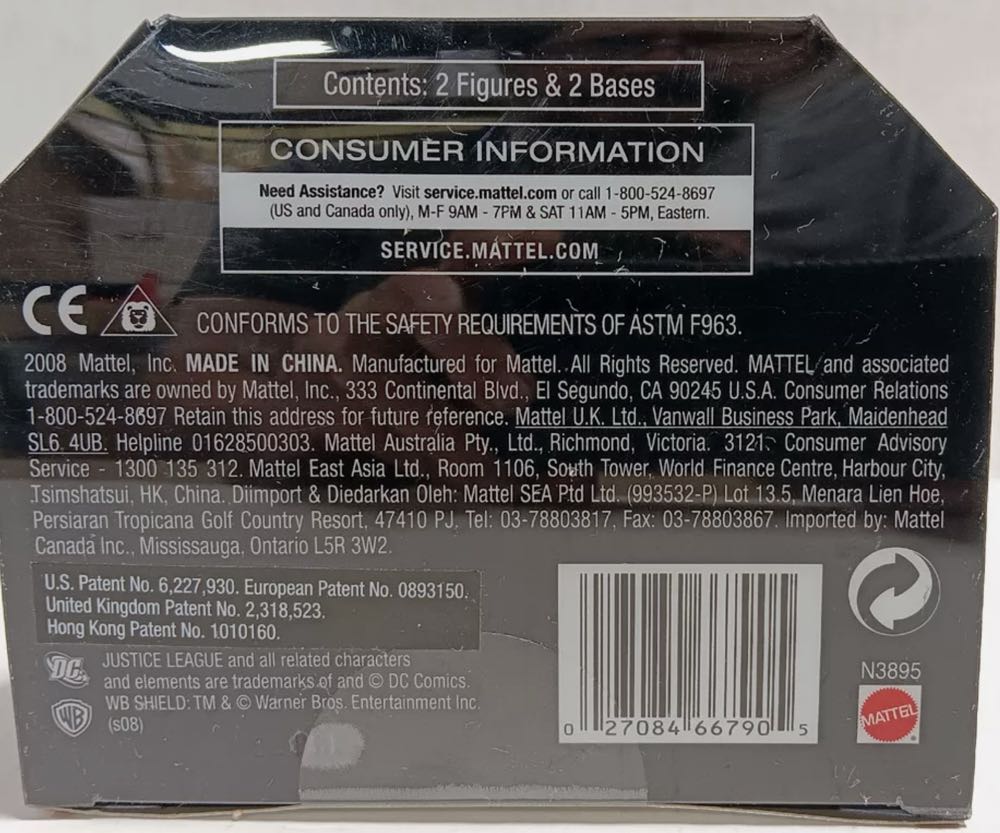 Contents: 2 Figures & 2 Bases
CONSUMER INFORMATION
Need Assistance? Visit service.mattel.com or call 1-800-524-8697
(US and Canada only), M-F 9AM - 7PM & SAT 11AM - 5PM, Eastern.
SERVICE.MATTEL.COM
CE
CONFORMS TO THE SAFETY REQUIREMENTS OF ASTM F963.
2008 Mattel, Inc. MADE IN CHINA. Manufactured for Mattel. All Rights Reserved. MATTEL and associated
trademarks are owned by Mattel, Inc., 333 Continental Blvd., El Segundo, CA 90245 U.S.A. Consumer Relations
1-800-524-8697 Retain this address for future reference. Mattel U.K. Ltd., Vanwall Business Park, Maidenhead
SL6 4UB. Helpline 01628500303. Mattel Australia Pty., Ltd., Richmond, Victoria. 3121. Consumer Advisory
Service - 1300 135 312. Mattel East Asia Ltd., Room 1106, South Tower, World Finance Centre, Harbour City,
Tsimshatsui, HK, China. Diimport & Diedarkan Oleh: Mattel SEA Ptd Ltd. (993532-P) Lot 13.5, Menara Lien Hoe,
Persiaran Tropicana Golf Country Resort, 47410 PJ. Tel: 03-78803817, Fax: 03-78803867. Imported by: Mattel
Canada Inc., Mississauga, Ontario L5R 3W2.
U.S. Patent No. 6,227,930. European Patent No. 0893150.
United Kingdom Patent No. 2,318,523.
Hong Kong Patent No. 1010160.
DC
JUSTICE LEAGUE and all related characters
and elements are trademarks of and © DC Comics.
WB SHIELD: TM & © Warner Bros. Entertainment Inc.
(s08)
WB
0 27084 66790 5
N3895
MATTEL